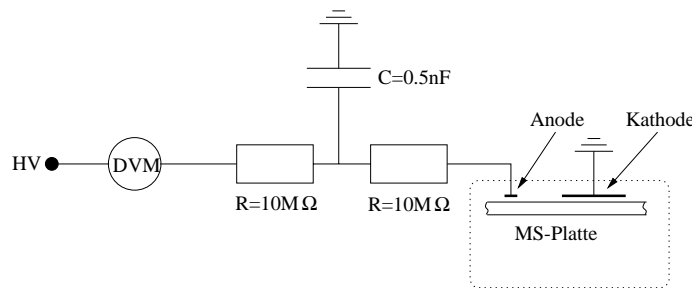 C=0.5nF
Anode
Kathode
HV
DVM
R=10MΩ
R=10MΩ
MS-Platte